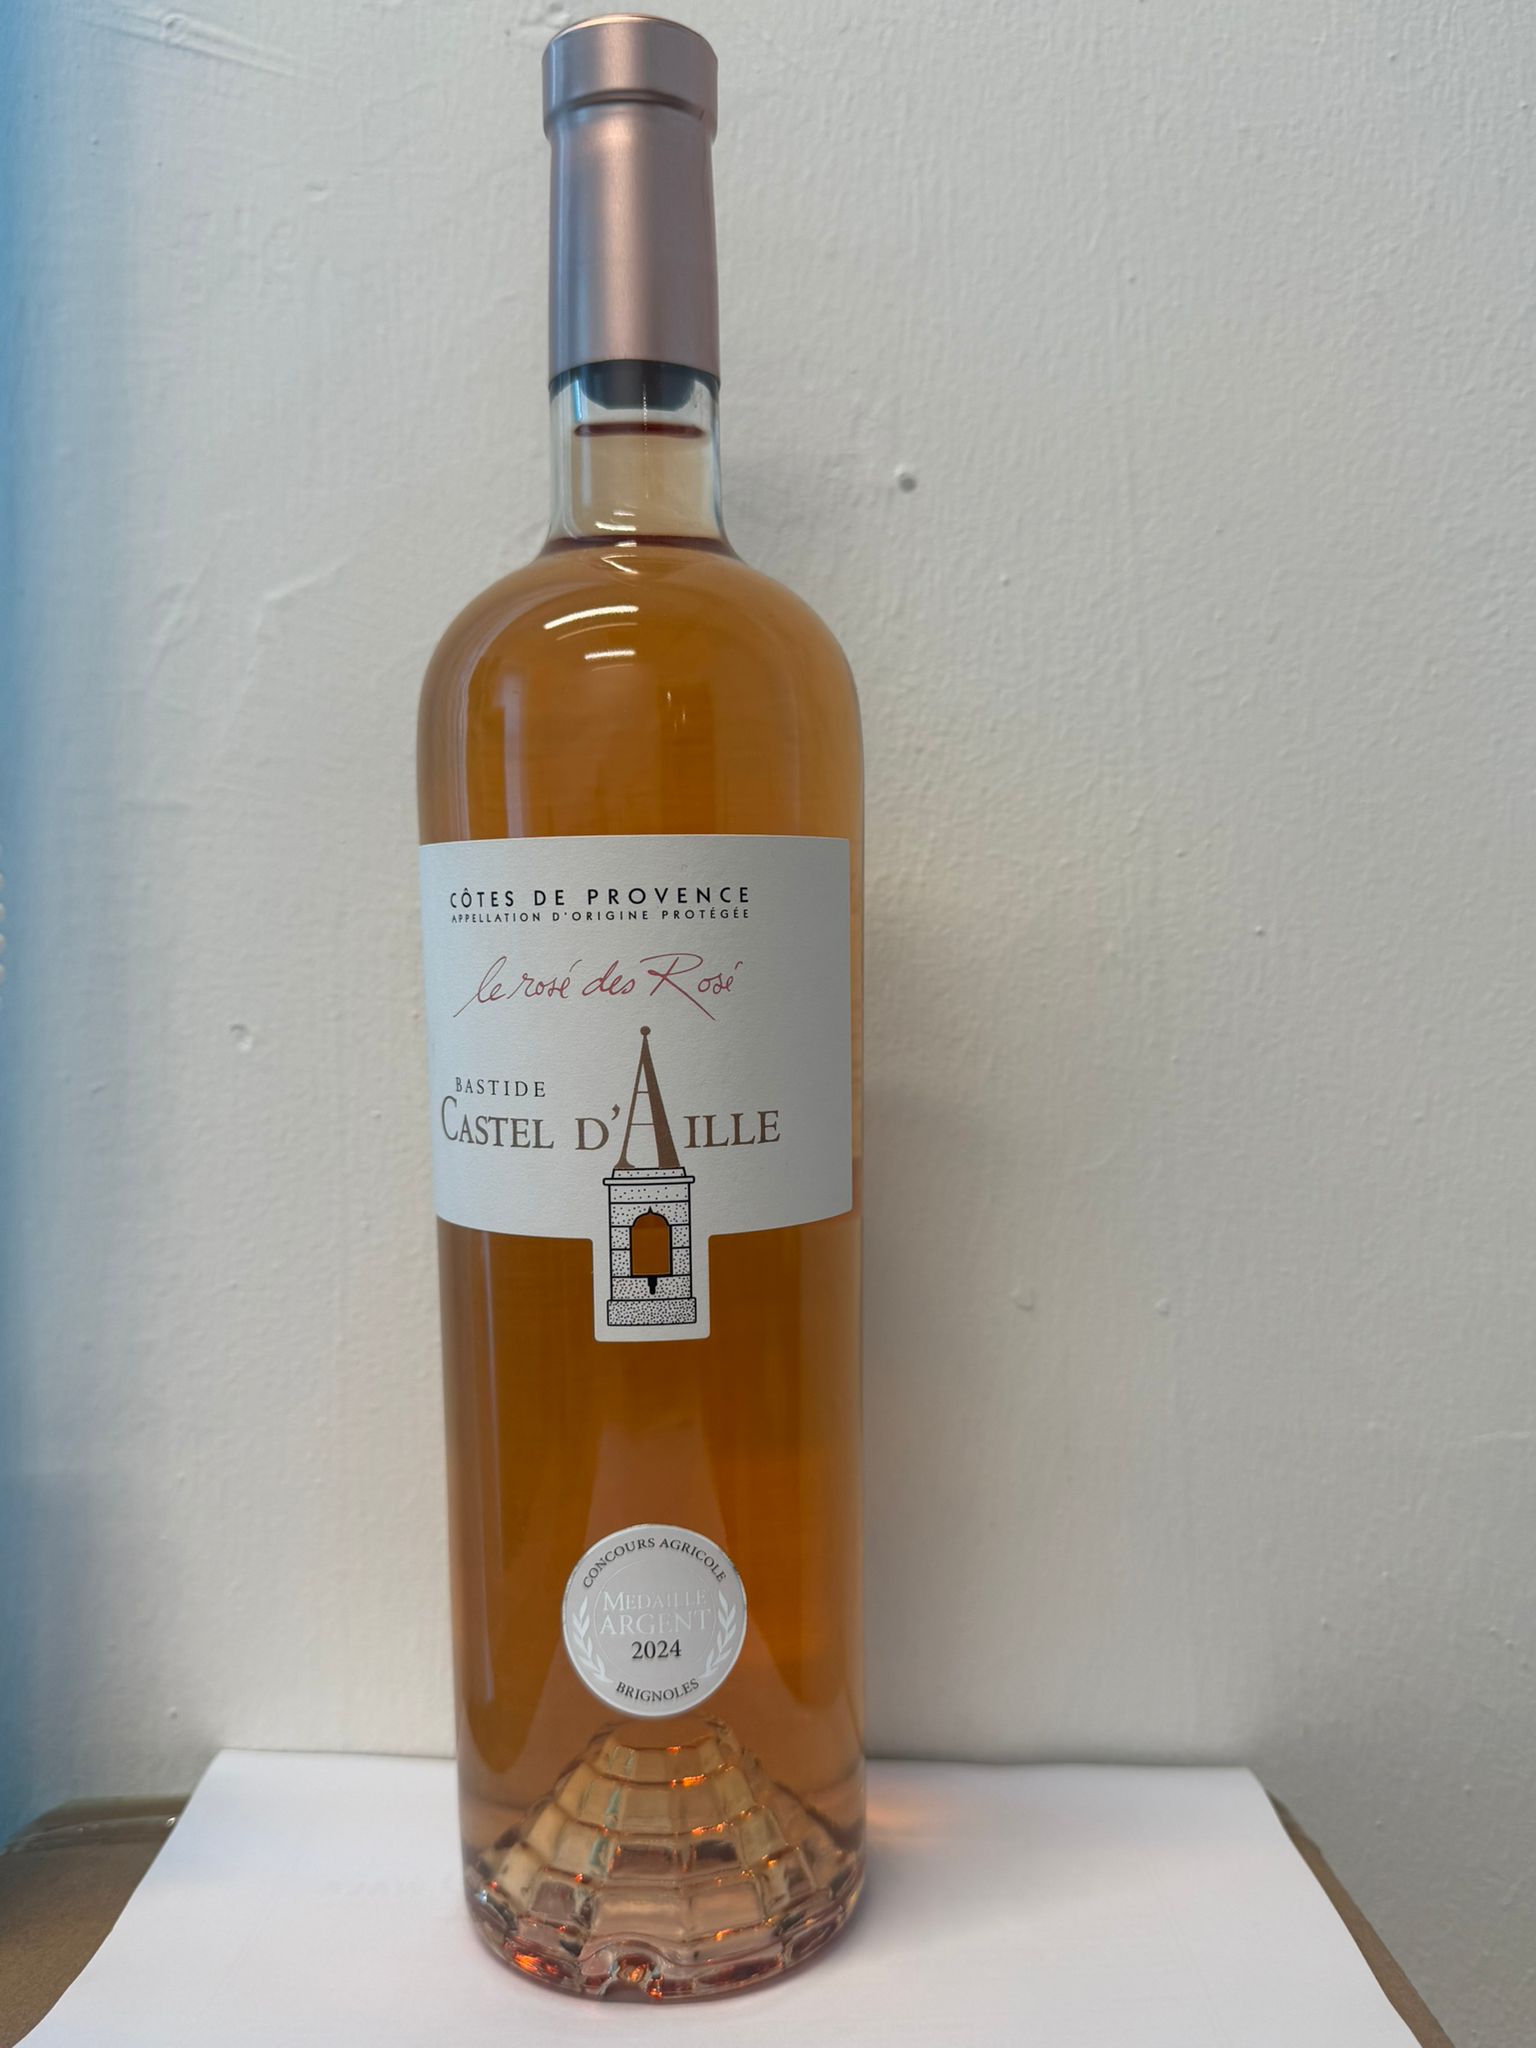 CÔTES DE PROVENCE
APPELLATION D'ORIGINE PROTÉGÉE
le rosé des Rosé
BASTIDE
CASTEL D'AILLE
CONCOURS AGRICOLE
MEDAILLE
ARGENT
2024
BRIGNOLES